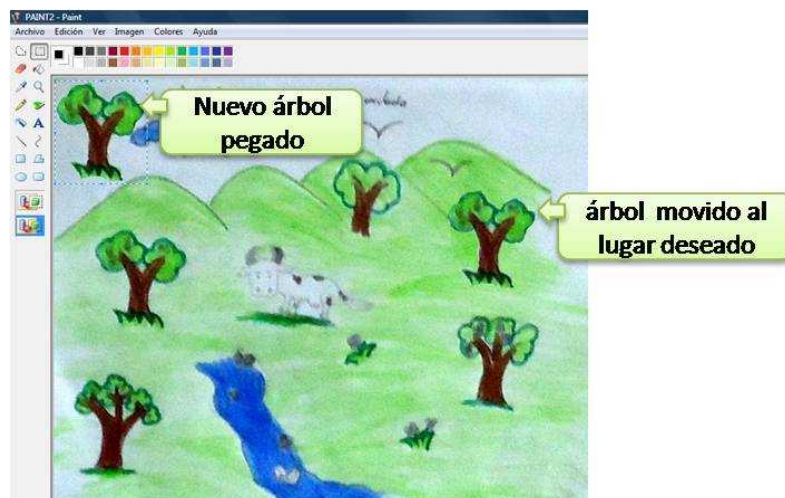 PAINT2 - Paint
Archivo Edición Ver Imagen Colores Ayuda
A
Nuevo árbol
pegado
árbol movido al
lugar deseado